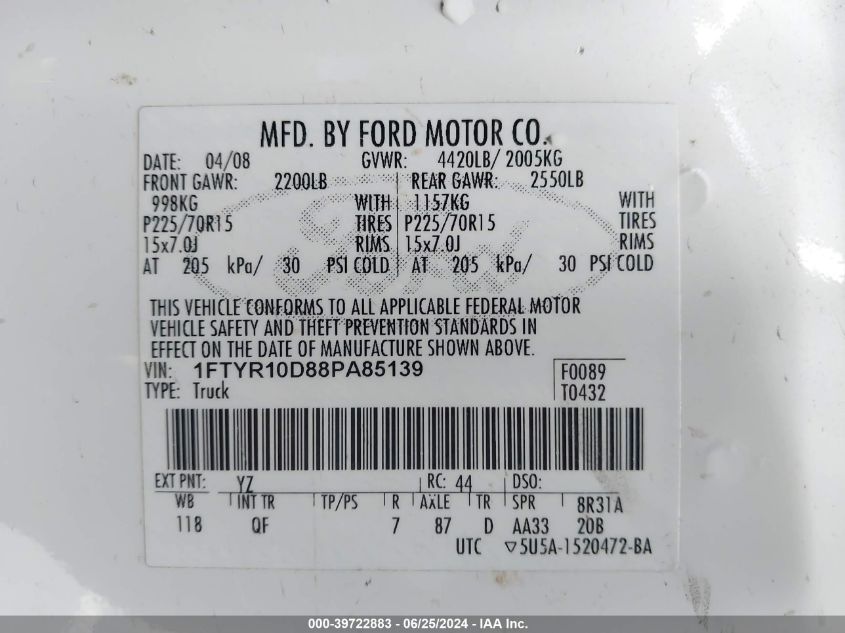 MFD. BY FORD MOTOR CO.
DATE: 04/08 GVWR: 4420LB/ 2005KG
FRONT GAWR: 2200LB REAR GAWR: 2550LB
998KG WITH 1157KG WITH
P225/70R15 TIRES P225/70R15 TIRES
15x7.0J RIMS 15x7.0J RIMS
AT 205 kPa/ 30 PSI COLD AT 205 kPa/ 30 PSI COLD
Ford
THIS VEHICLE CONFORMS TO ALL APPLICABLE FEDERAL MOTOR
VEHICLE SAFETY AND THEFT PREVENTION STANDARDS IN
EFFECT ON THE DATE OF MANUFACTURE SHOWN ABOVE.
VIN: 1FTYR10D88PA85139 F0089
TYPE: Truck T0432
EXT PNT: YZ RC: 44 DSO:
WB INT TR TP/PS R AXLE TR SPR 8R31A
118 QF 7 87 D AA33 20B
UTC ▽5U5A-1520472-BA
000-39722883 - 06/25/2024 - IAA Inc.